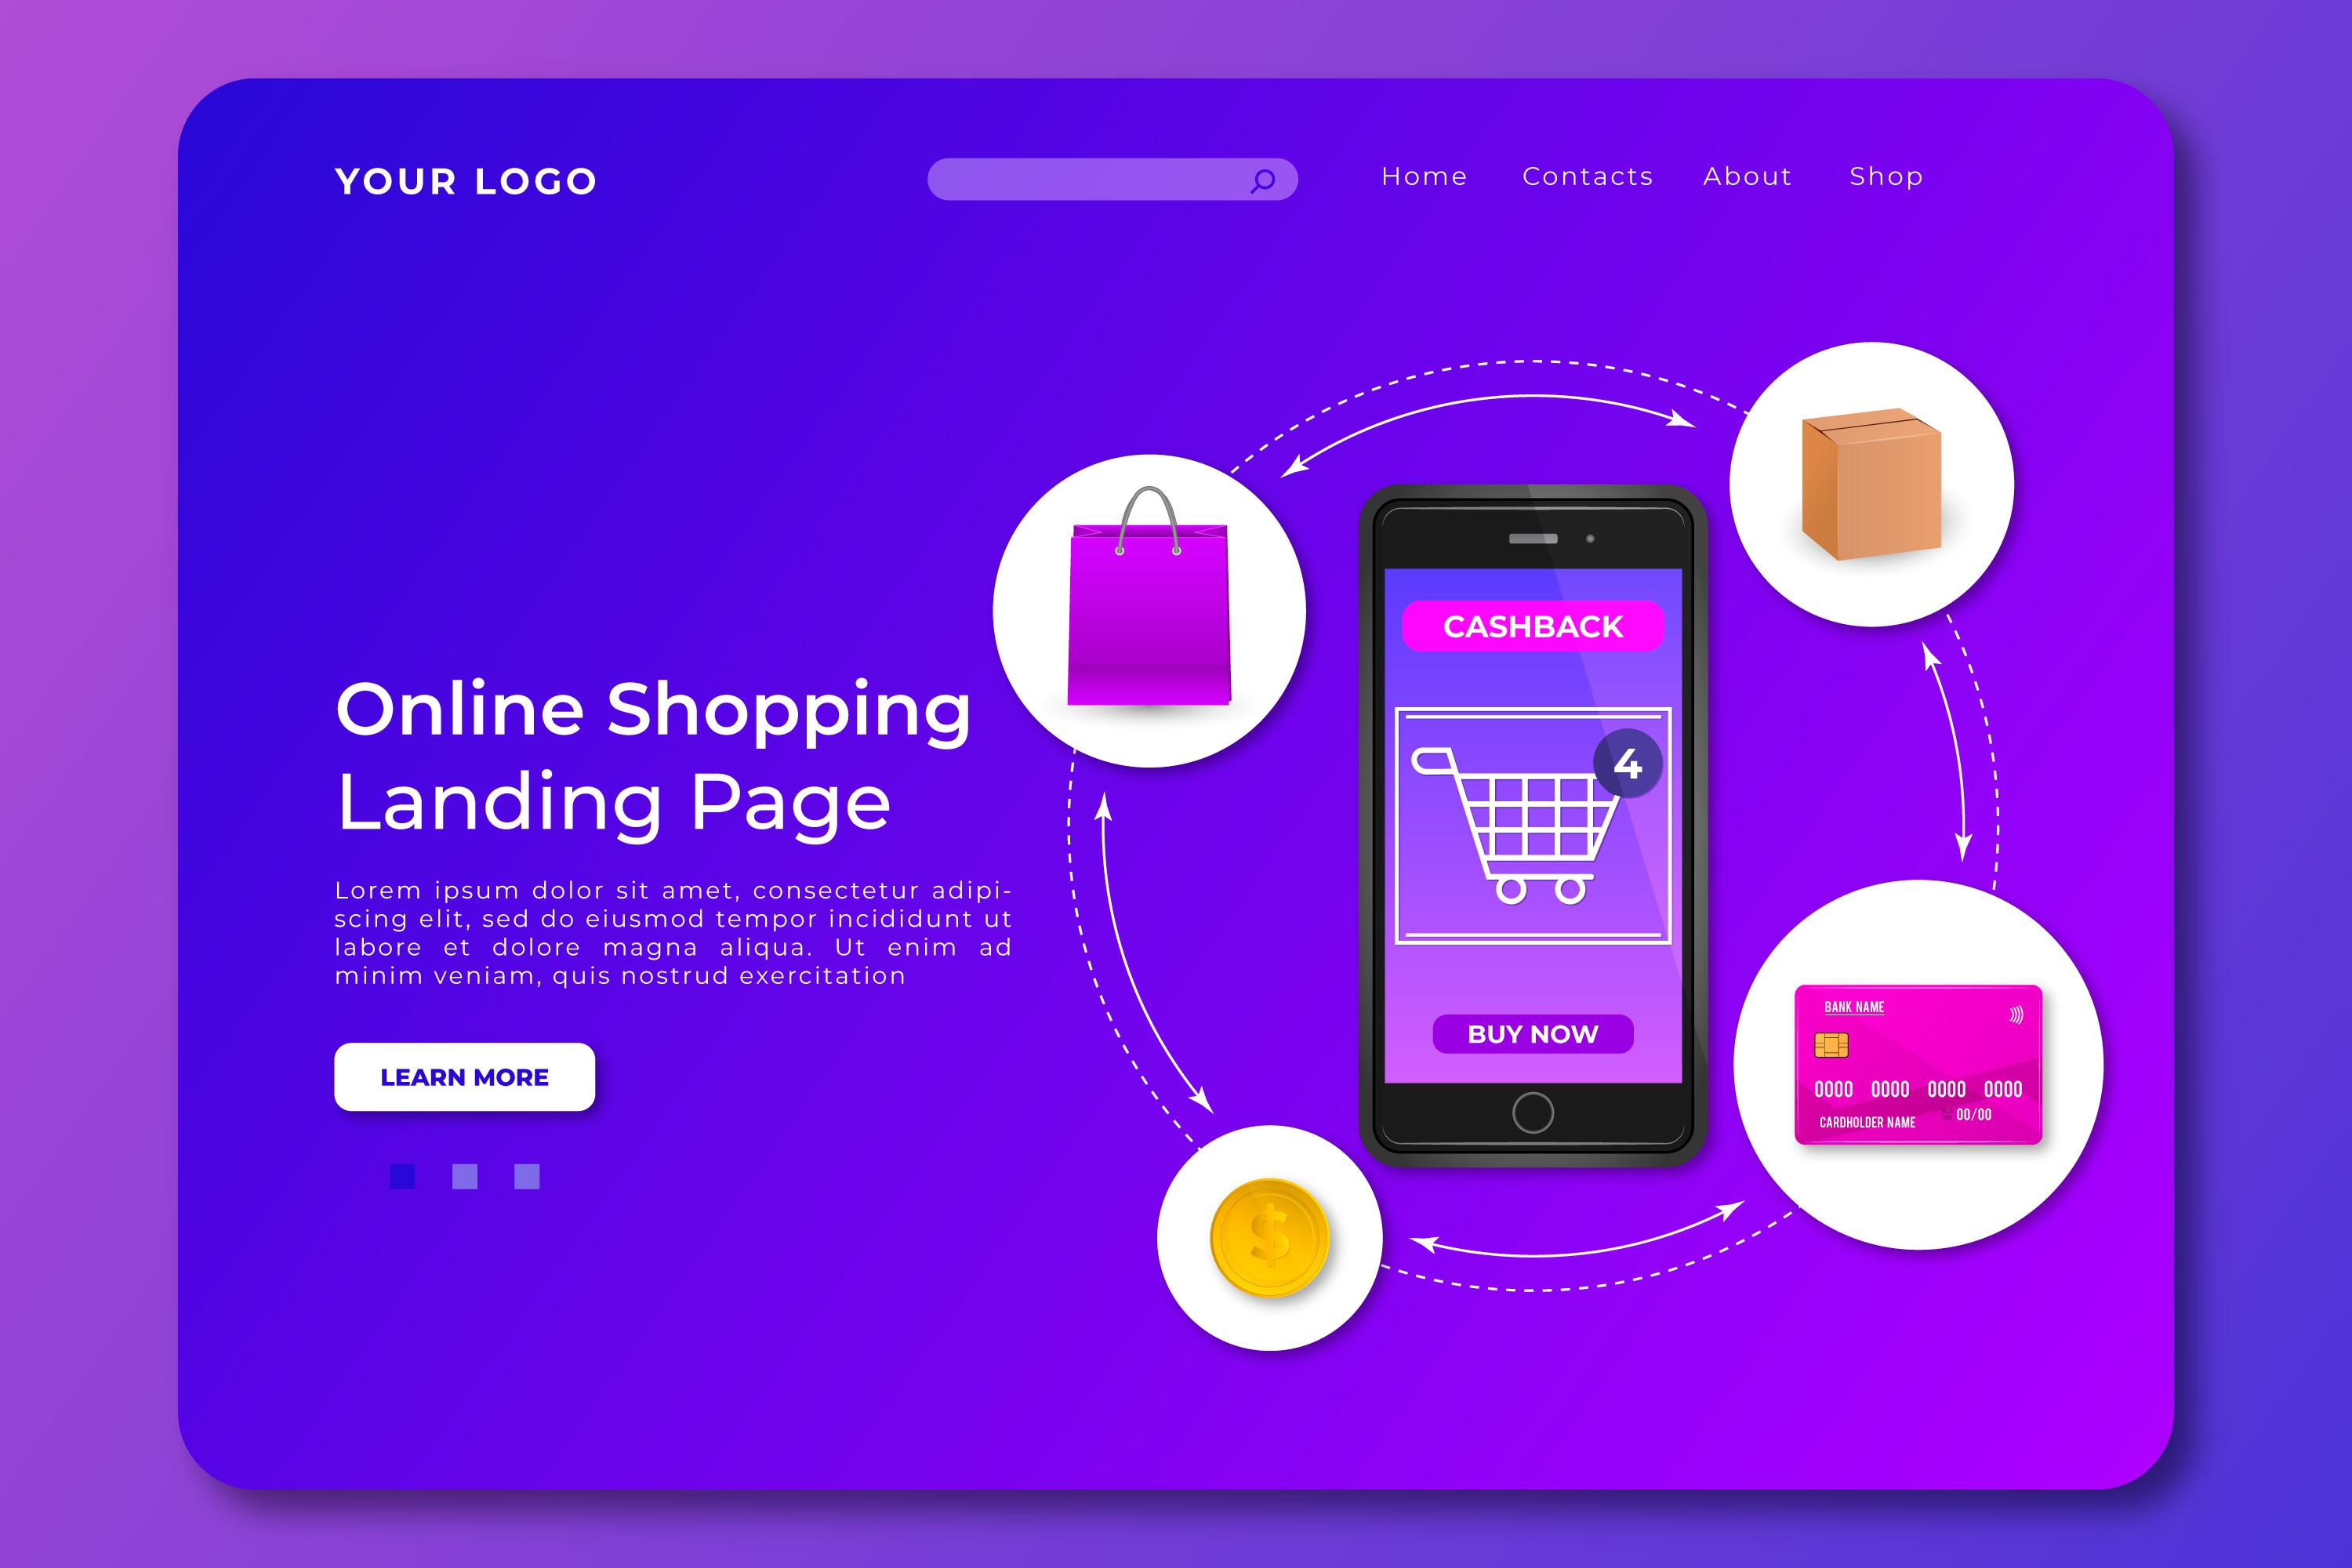 YOUR LOGO
Home Contacts About Shop
Online Shopping
Landing Page
Lorem ipsum dolor sit amet, consectetur adipi-
scing elit, sed do eiusmod tempor incididunt ut
labore et dolore magna aliqua. Ut enim ad
minim veniam, quis nostrud exercitation
LEARN MORE
CASHBACK
4
BUY NOW
BANK NAME
0000 0000 0000 0000
00/00
CARDHOLDER NAME
$